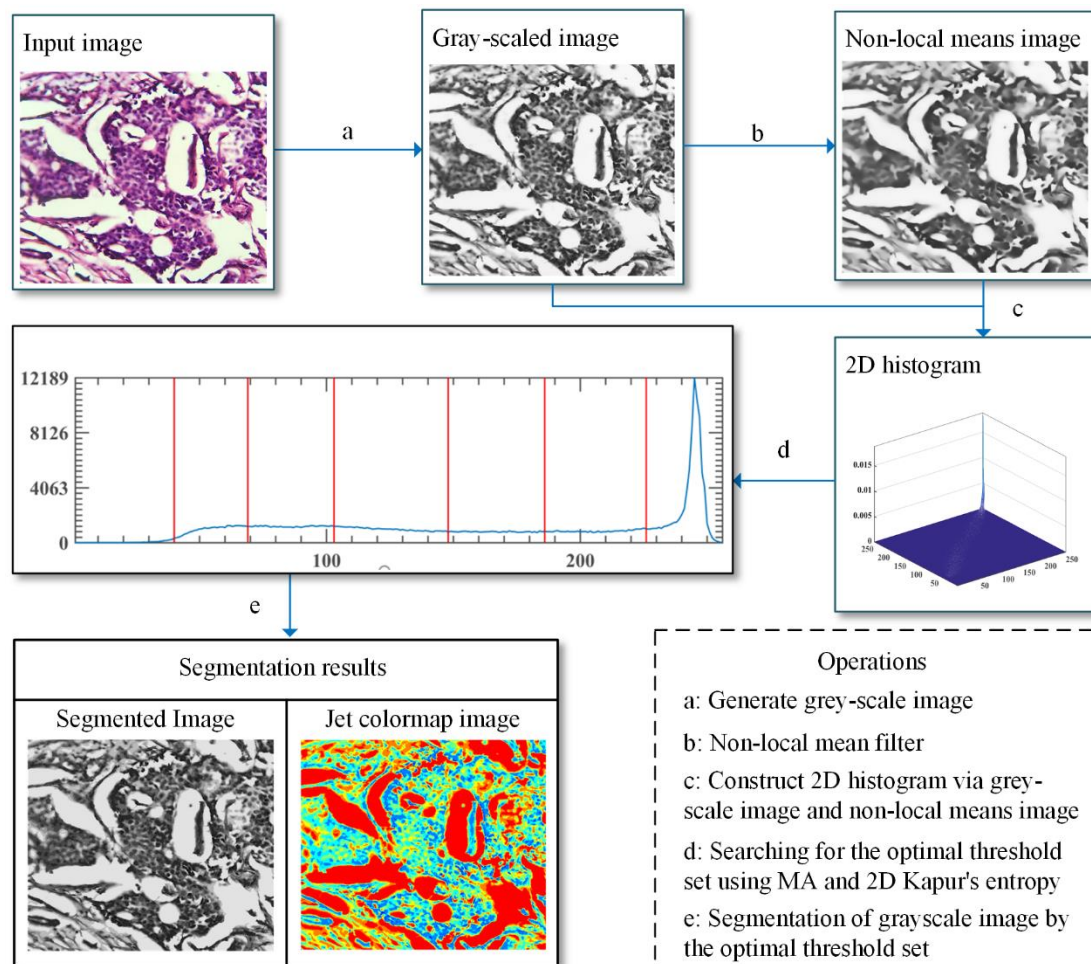 Input image
Gray-scaled image
Non-local means image
a
b
c
12189
8126
4063
0
100
200
d
2D histogram
0.015
0.01
0.005
0
250
200
150
100
50
50
100
150
200
250
e
Segmentation results
Segmented Image
Jet colormap image
Operations
a: Generate grey-scale image
b: Non-local mean filter
c: Construct 2D histogram via grey-
scale image and non-local means image
d: Searching for the optimal threshold
set using MA and 2D Kapur's entropy
e: Segmentation of grayscale image by
the optimal threshold set